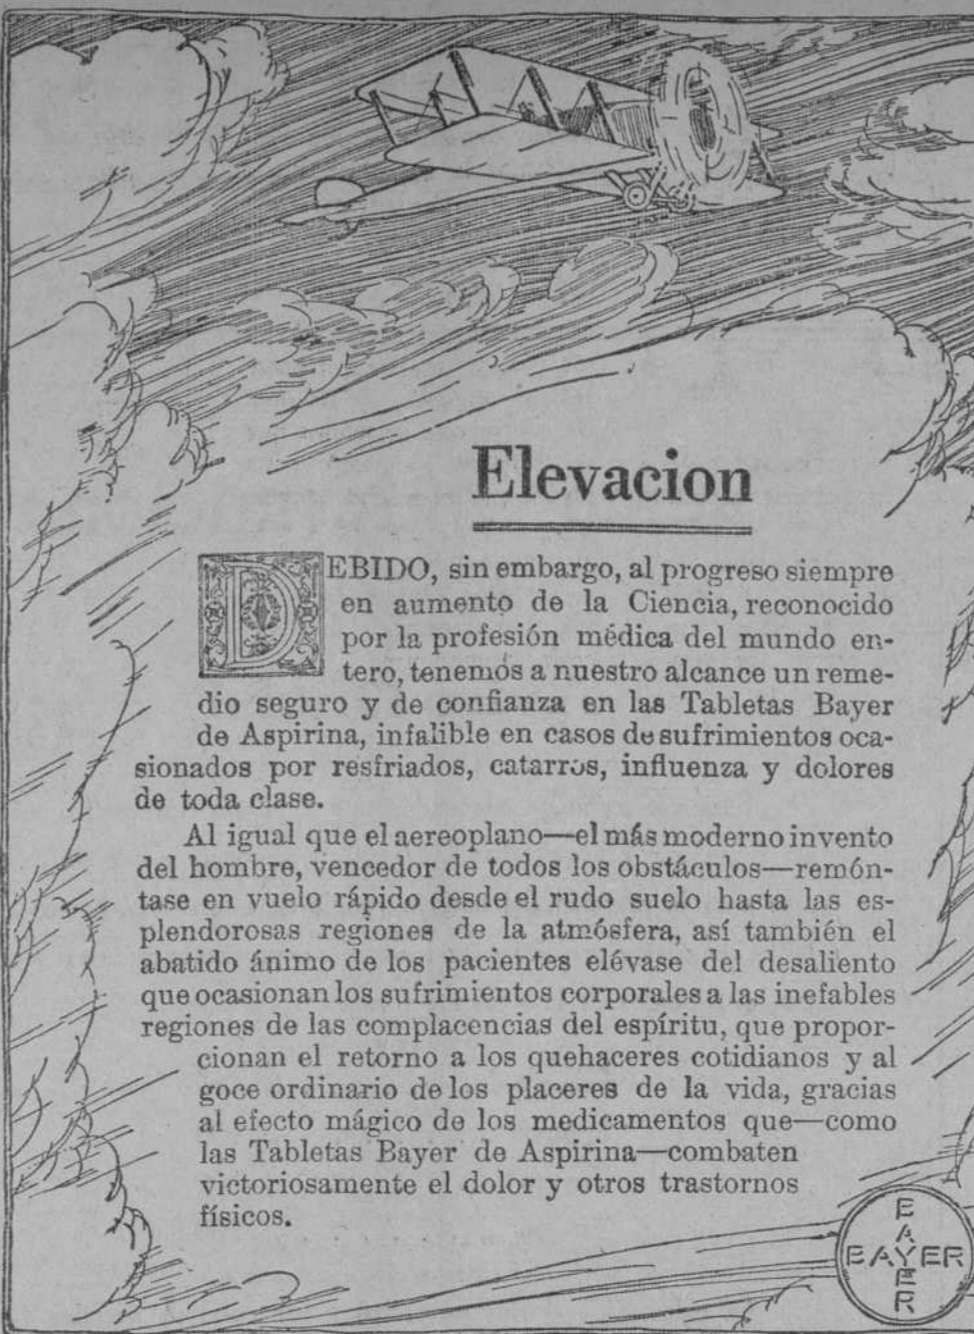 Elevacion
DEBIDO, sin embargo, al progreso siempre
en aumento de la Ciencia, reconocido
por la profesión médica del mundo en-
tero, tenemos a nuestro alcance un reme-
dio seguro y de confianza en las Tabletas Bayer
de Aspirina, infalible en casos de sufrimientos oca-
sionados por resfriados, catarros, influenza y dolores
de toda clase.
Al igual que el aereoplano—el más moderno invento
del hombre, vencedor de todos los obstáculos—remón-
tase en vuelo rápido desde el rudo suelo hasta las es-
plendorosas regiones de la atmósfera, así también el
abatido ánimo de los pacientes elévase del desaliento
que ocasionan los sufrimientos corporales a las inefables
regiones de las complacencias del espíritu, que propor-
cionan el retorno a los quehaceres cotidianos y al
goce ordinario de los placeres de la vida, gracias
al efecto mágico de los medicamentos que—como
las Tabletas Bayer de Aspirina—combaten
victoriosamente el dolor y otros trastornos
físicos.
BAYER
BAYER